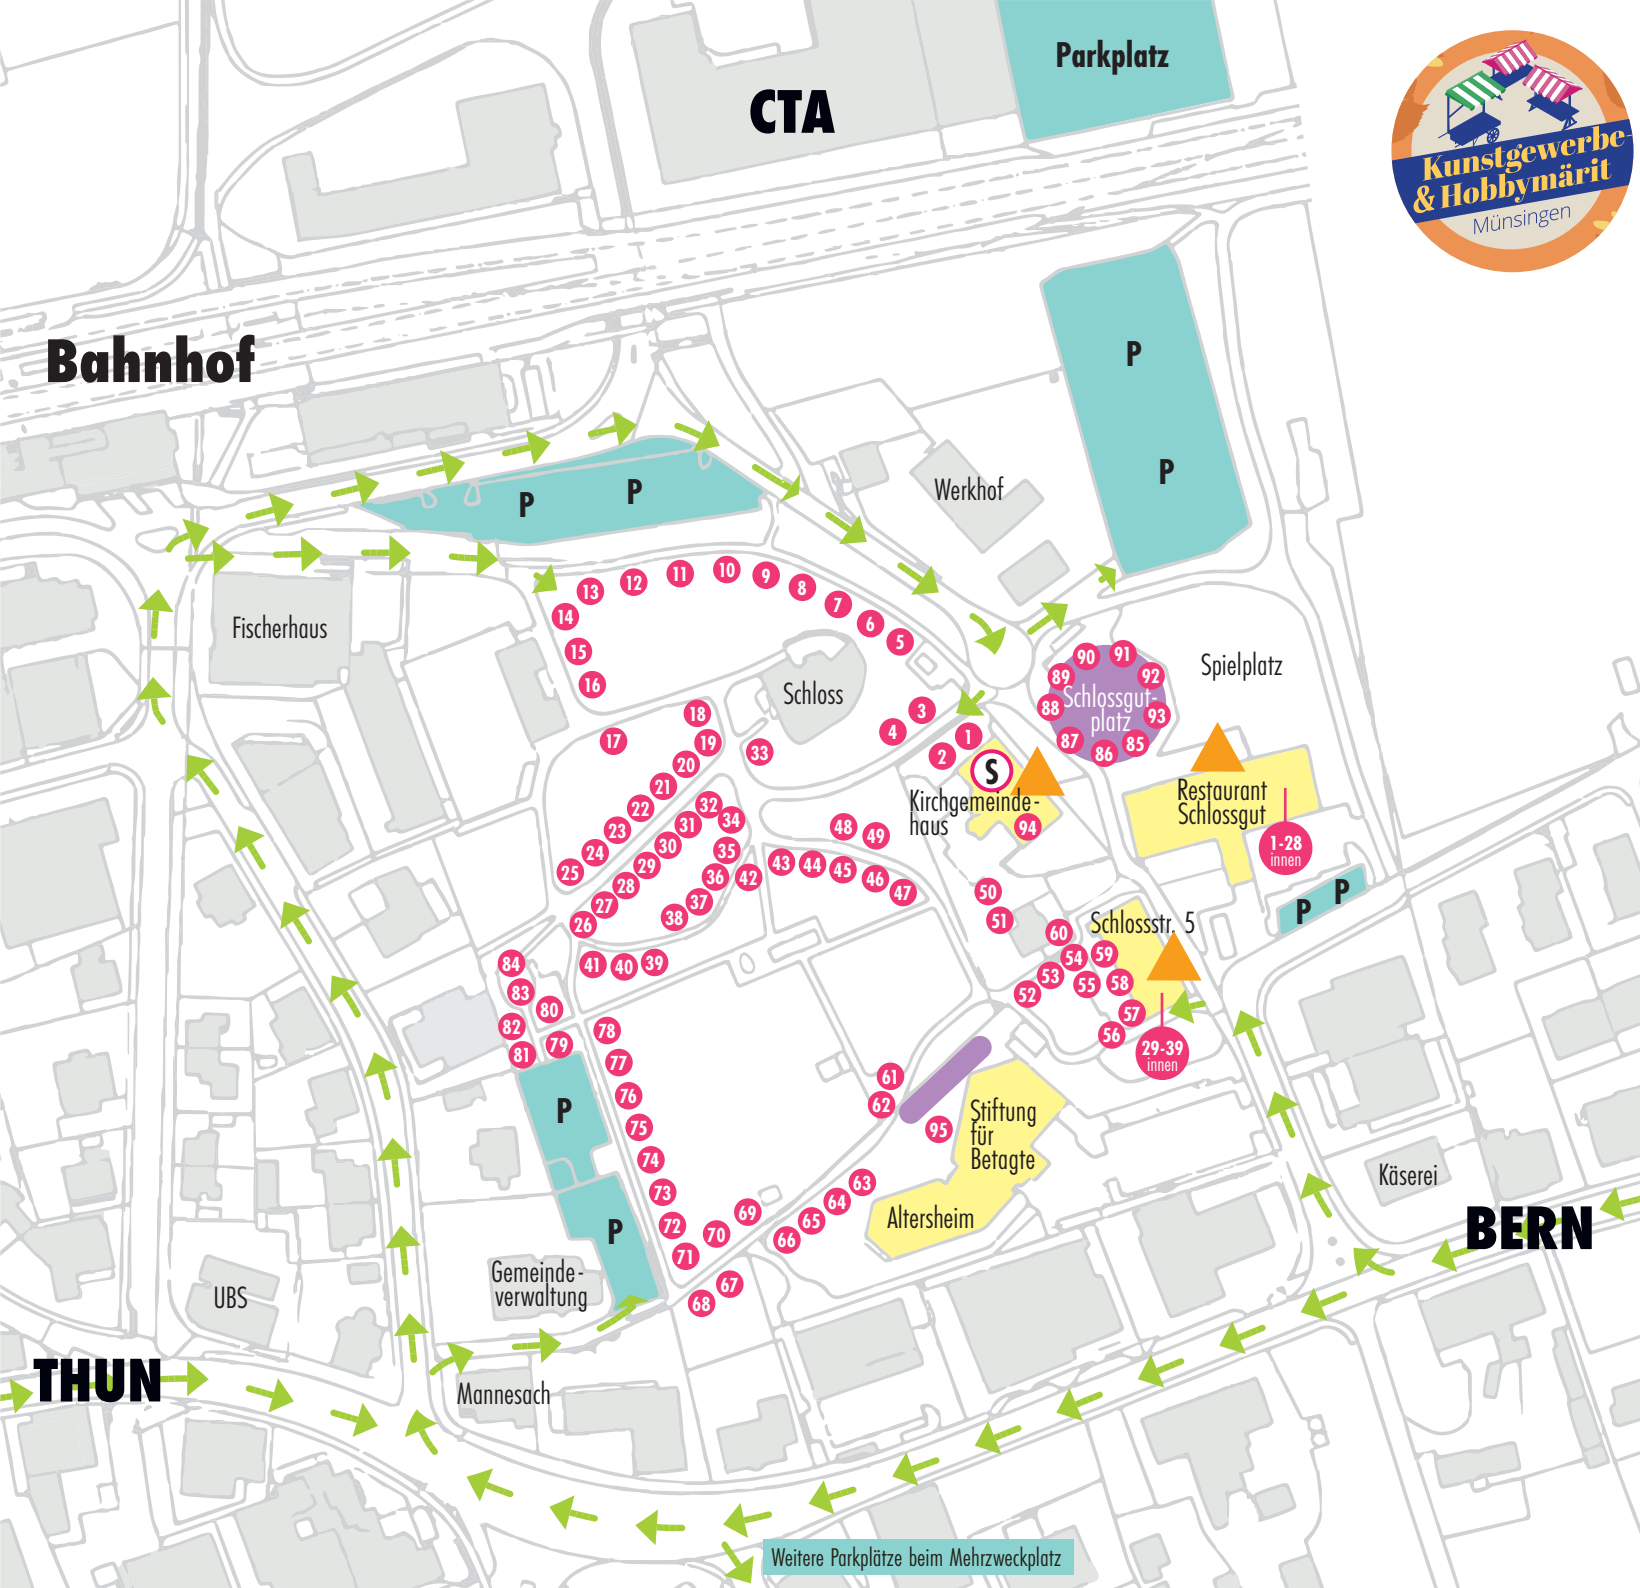 Parkplatz
CTA
Kunstgewerbe-
& Hobbymärit
Münsingen
Bahnhof
P
P
P
P
Werkhof
Fischerhaus
13
12
11
10
9
8
7
6
5
14
15
16
17
18
19
20
21
22
23
24
25
Schloss
33
3
4
1
2
S
Kirchgemeinde-
haus
94
90
91
89
92
88
93
87
86
85
Schlossgut-
platz
Spielplatz
Restaurant
Schlossgut
1-28
innen
P
P
32
34
31
30
29
28
27
26
35
36
42
37
38
43
44
45
46
47
48
49
50
51
60
54
59
53
55
58
52
57
56
Schlossstr. 5
29-39
innen
41
40
39
84
83
80
82
81
79
78
77
76
75
74
73
72
71
70
69
P
P
61
62
95
63
64
65
66
67
68
Stiftung
für
Betagte
Altersheim
Käserei
BERN
Gemeinde-
verwaltung
UBS
THUN
Mannesach
Weitere Parkplätze beim Mehrzweckplatz